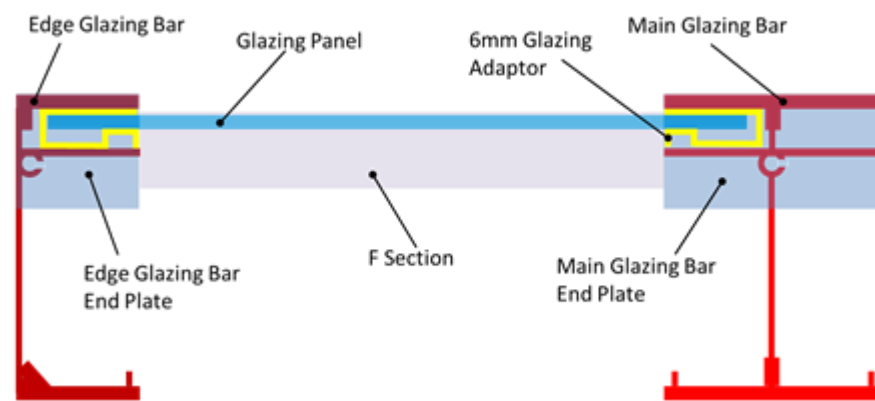 Edge Glazing Bar
Glazing Panel
6mm Glazing
Adaptor
Main Glazing Bar
Edge Glazing Bar
End Plate
F Section
Main Glazing Bar
End Plate